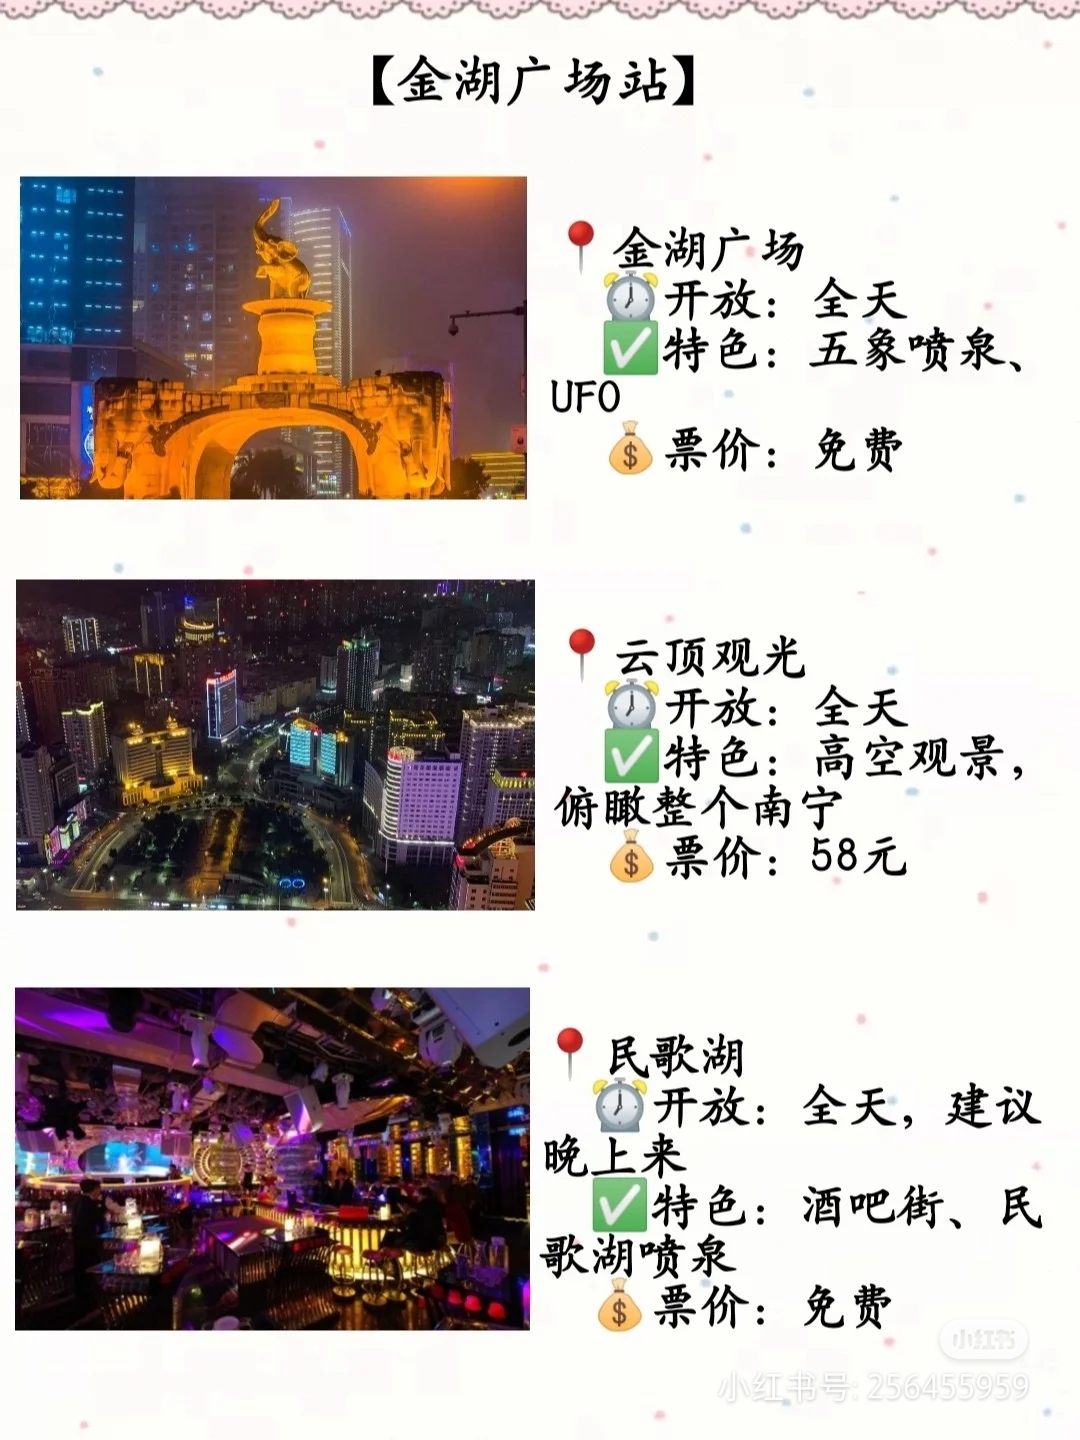 【金湖广场站】
📍金湖广场
⏰开放：全天
✅特色：五象喷泉、
UFO
💰票价：免费
📍云顶观光
⏰开放：全天
✅特色：高空观景，
俯瞰整个南宁
💰票价：58元
📍民歌湖
⏰开放：全天，建议
晚上来
✅特色：酒吧街、民
歌湖喷泉
💰票价：免费
小红书
小红书号: 256455959